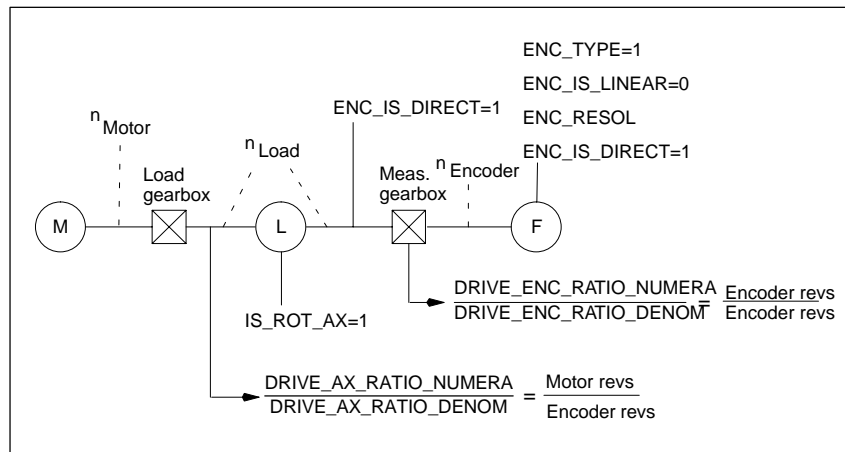 ENC_TYPE=1
ENC_IS_LINEAR=0
ENC_RESOL
ENC_IS_DIRECT=1
ENC_IS_DIRECT=1
n Motor
n Load
n Encoder
Load
gearbox
Meas.
gearbox
M
L
F
IS_ROT_AX=1
DRIVE_ENC_RATIO_NUMERA
DRIVE_ENC_RATIO_DENOM
=
Encoder revs
Encoder revs
DRIVE_AX_RATIO_NUMERA
DRIVE_AX_RATIO_DENOM
=
Motor revs
Encoder revs